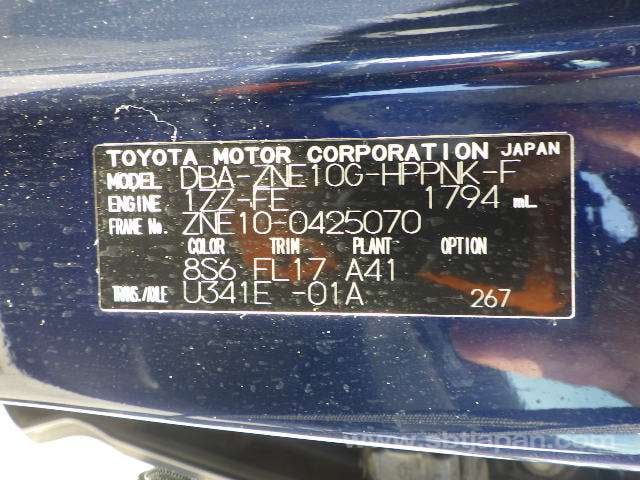 TOYOTA MOTOR CORPORATION JAPAN
MODEL DBA-ZNE10G-HPPNK-F
ENGINE 1ZZ-FE 1794 mL
FRAME No. ZNE10-0425070
COLOR TRIM PLANT OPTION
8S6 FL17 A41
TRANS./AXLE U341E -01A 267
www.sbtjapan.com